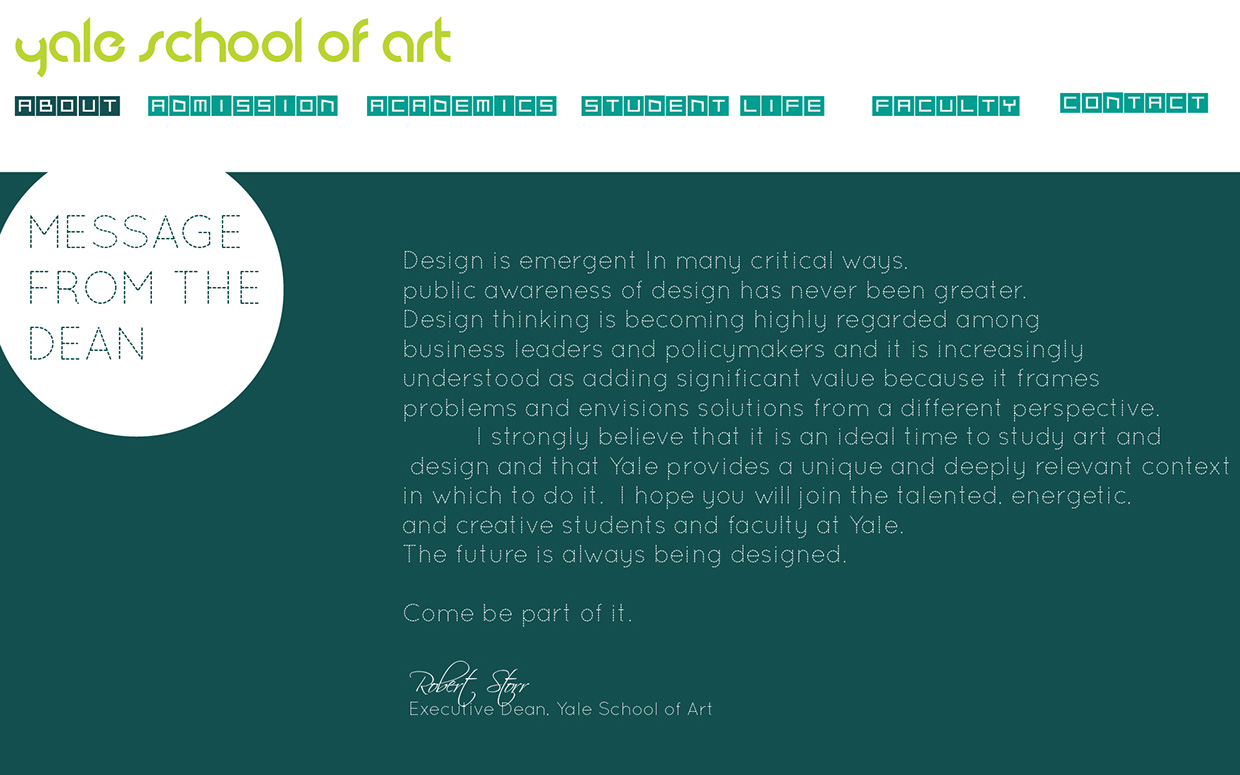 yale school of art
ABOUT ADMISSION ACADEMICS STUDENT LIFE FACULTY CONTACT
MESSAGE
FROM THE
DEAN
Design is emergent In many critical ways.
public awareness of design has never been greater.
Design thinking is becoming highly regarded among
business leaders and policymakers and it is increasingly
understood as adding significant value because it frames
problems and envisions solutions from a different perspective.
I strongly believe that it is an ideal time to study art and
design and that Yale provides a unique and deeply relevant context
in which to do it. I hope you will join the talented. energetic.
and creative students and faculty at Yale.
The future is always being designed.
Come be part of it.
Robert Storr
Executive Dean. Yale School of Art